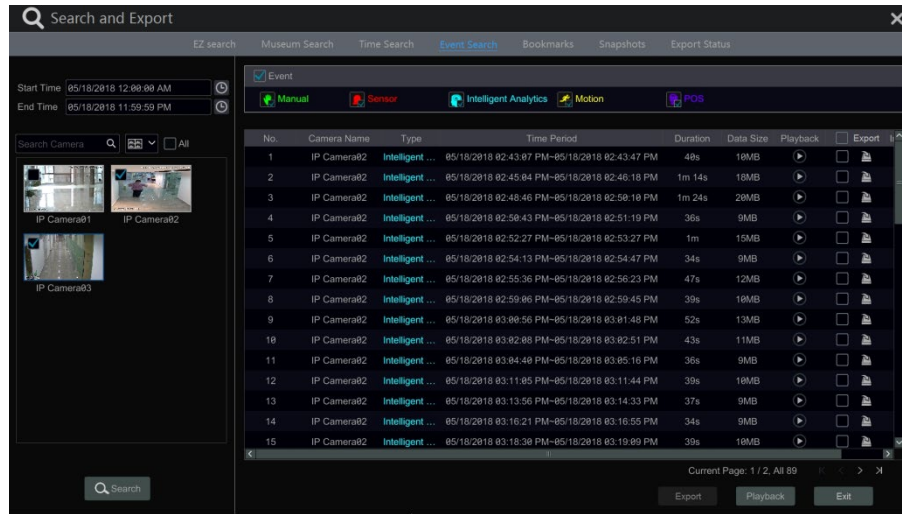 Search and Export
EZ search Museum Search Time Search Event Search Bookmarks Snapshots Export Status
Start Time 05/18/2018 12:00:00 AM
End Time 05/18/2018 11:59:59 PM
Search Camera All
IP Camera01 IP Camera02
IP Camera03
Search
Event
Manual Sensor Intelligent Analytics Motion POS
No. Camera Name Type Time Period Duration Data Size Playback Export
1 IP Camera02 Intelligent ... 05/18/2018 02:43:07 PM~05/18/2018 02:43:47 PM 40s 10MB
2 IP Camera02 Intelligent ... 05/18/2018 02:45:04 PM~05/18/2018 02:46:18 PM 1m 14s 18MB
3 IP Camera02 Intelligent ... 05/18/2018 02:48:46 PM~05/18/2018 02:50:10 PM 1m 24s 20MB
4 IP Camera02 Intelligent ... 05/18/2018 02:50:43 PM~05/18/2018 02:51:19 PM 36s 9MB
5 IP Camera02 Intelligent ... 05/18/2018 02:52:27 PM~05/18/2018 02:53:27 PM 1m 15MB
6 IP Camera02 Intelligent ... 05/18/2018 02:54:13 PM~05/18/2018 02:54:47 PM 34s 9MB
7 IP Camera02 Intelligent ... 05/18/2018 02:55:36 PM~05/18/2018 02:56:23 PM 47s 12MB
8 IP Camera02 Intelligent ... 05/18/2018 02:59:06 PM~05/18/2018 02:59:45 PM 39s 10MB
9 IP Camera02 Intelligent ... 05/18/2018 03:00:56 PM~05/18/2018 03:01:48 PM 52s 13MB
10 IP Camera02 Intelligent ... 05/18/2018 03:02:08 PM~05/18/2018 03:02:51 PM 43s 11MB
11 IP Camera02 Intelligent ... 05/18/2018 03:04:40 PM~05/18/2018 03:05:16 PM 36s 9MB
12 IP Camera02 Intelligent ... 05/18/2018 03:11:05 PM~05/18/2018 03:11:44 PM 39s 10MB
13 IP Camera02 Intelligent ... 05/18/2018 03:13:56 PM~05/18/2018 03:14:33 PM 37s 9MB
14 IP Camera02 Intelligent ... 05/18/2018 03:16:21 PM~05/18/2018 03:16:55 PM 34s 9MB
15 IP Camera02 Intelligent ... 05/18/2018 03:18:30 PM~05/18/2018 03:19:09 PM 39s 10MB
Current Page: 1 / 2, All 89
Export Playback Exit